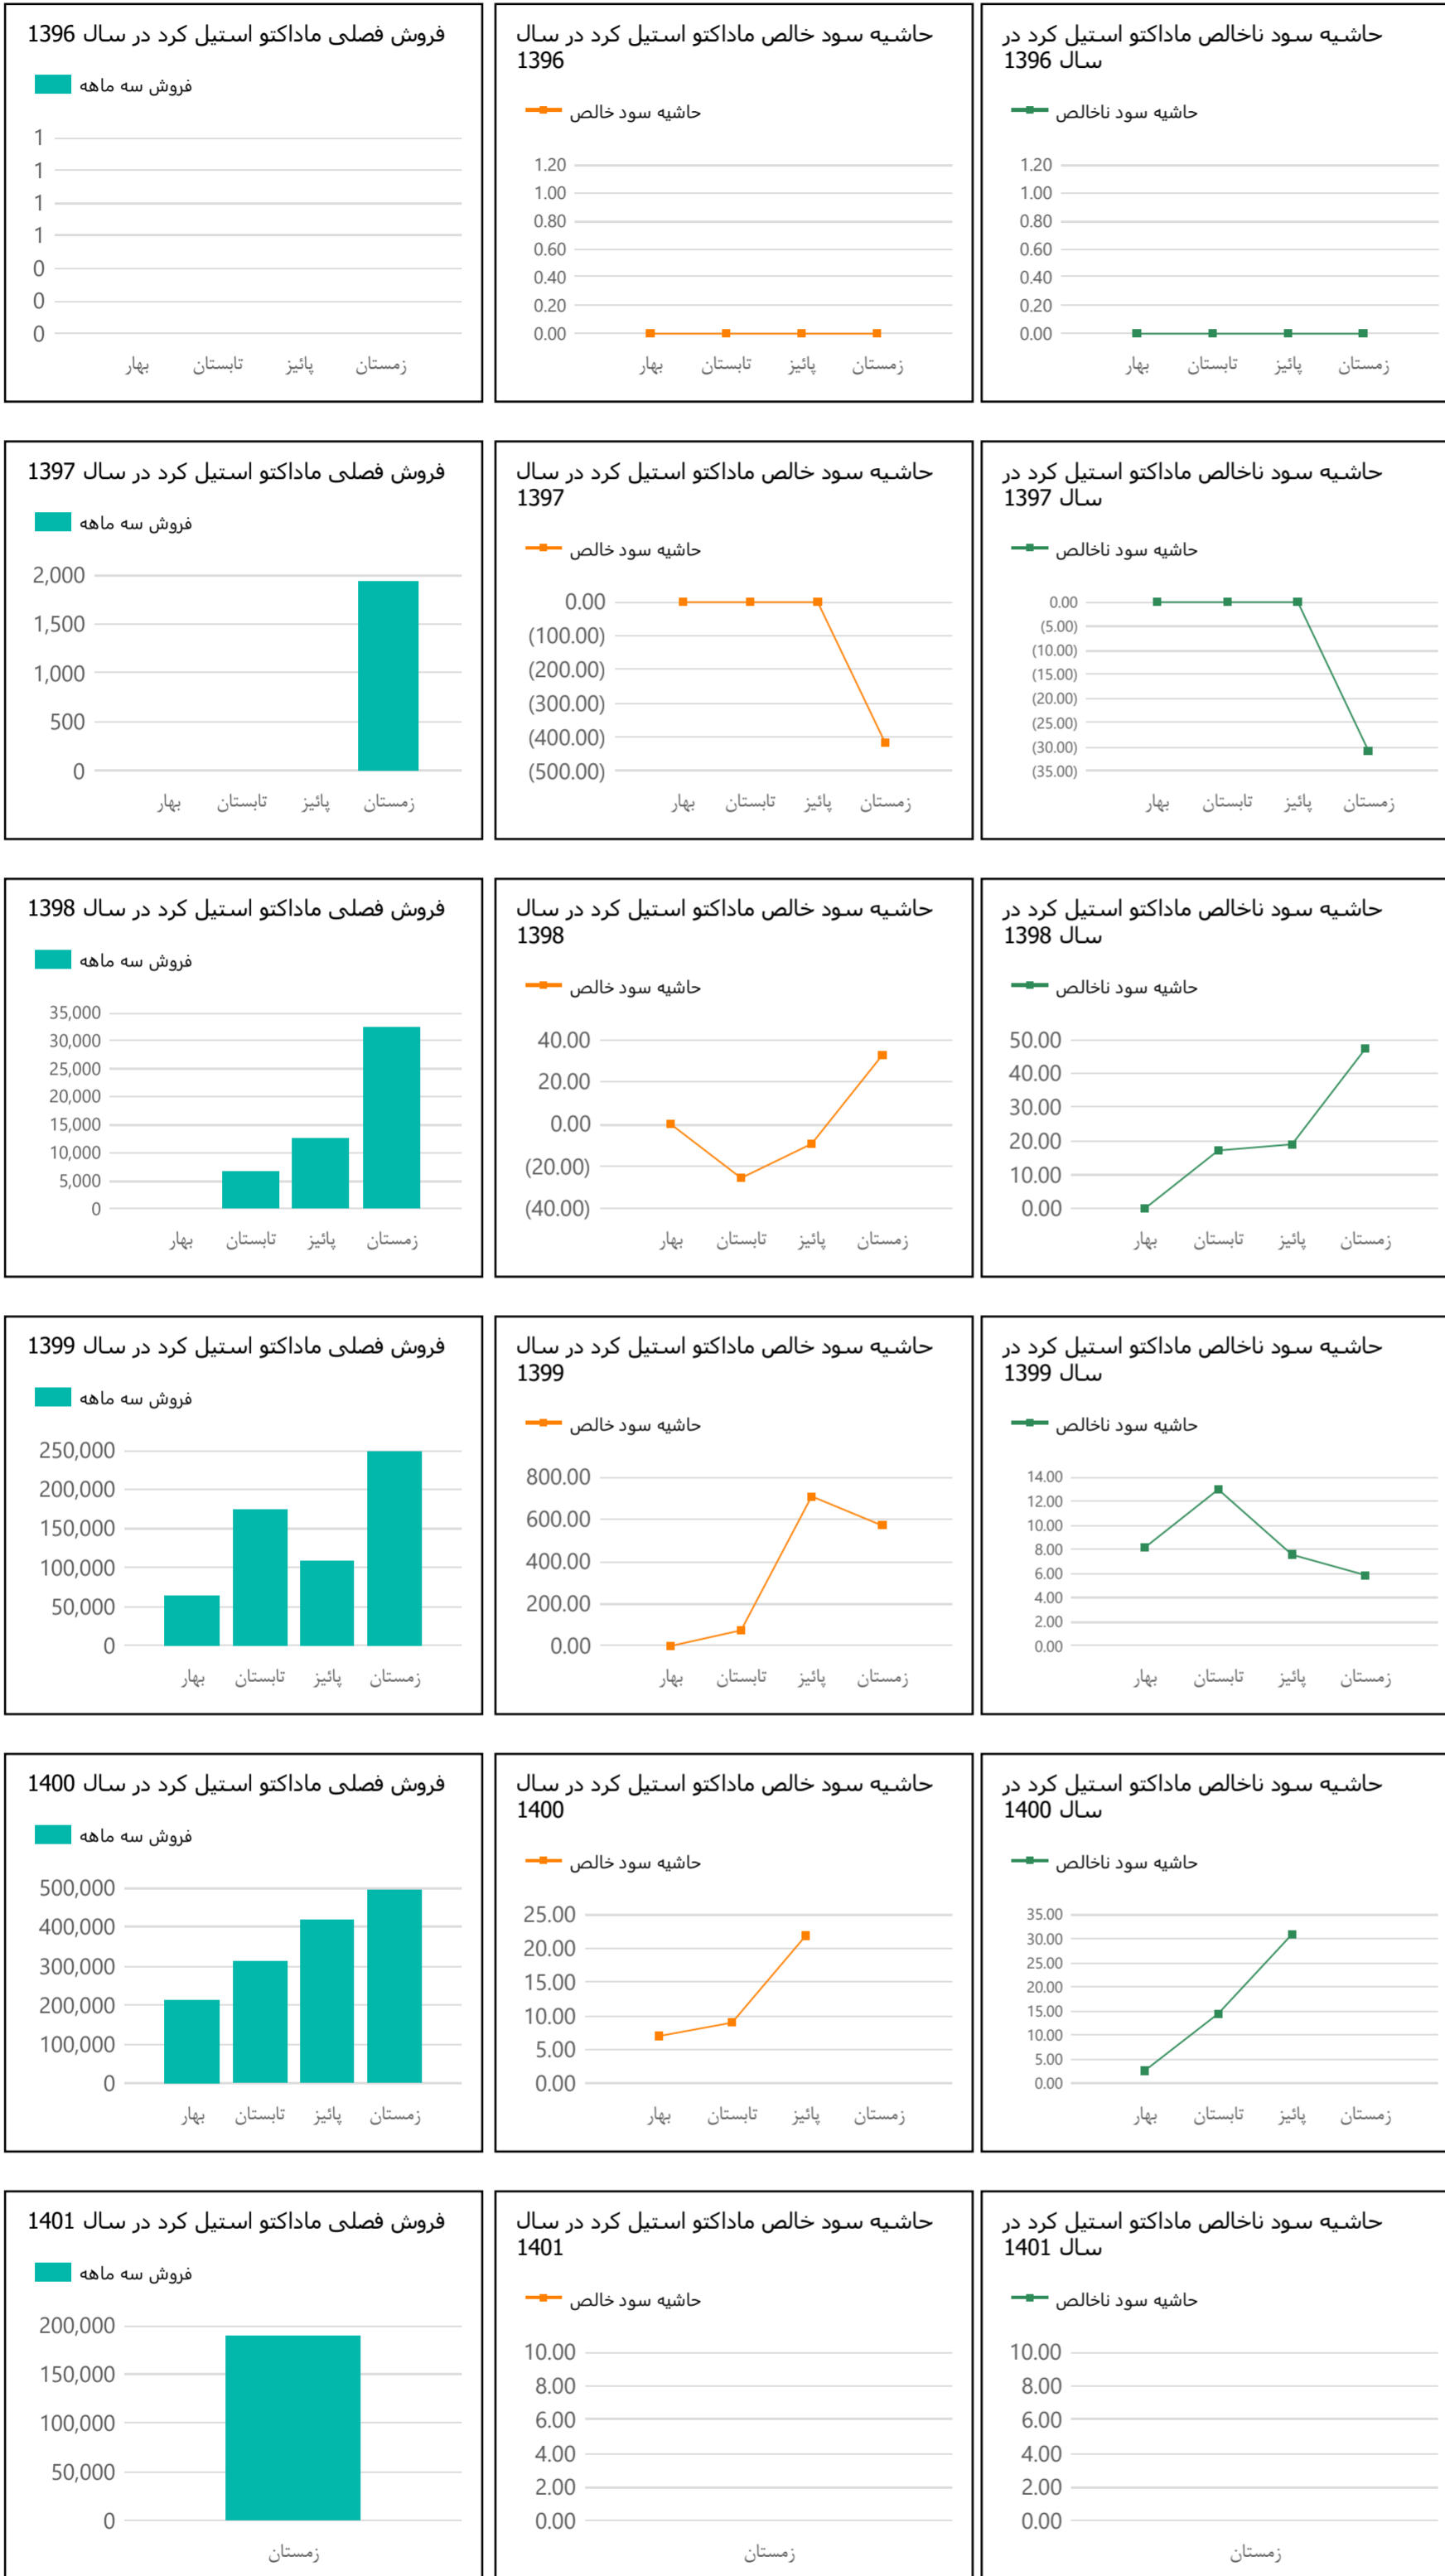 فروش فصلی ماداکتو استیل کرد در سال 1396
فروش سه ماهه
1
1
1
1
0
0
0
بهار تابستان پائیز زمستان
حاشیه سود خالص ماداکتو استیل کرد در سال
1396
حاشیه سود خالص
1.20
1.00
0.80
0.60
0.40
0.20
0.00
بهار تابستان پائیز زمستان
حاشیه سود ناخالص ماداکتو استیل کرد در
سال 1396
حاشیه سود ناخالص
1.20
1.00
0.80
0.60
0.40
0.20
0.00
بهار تابستان پائیز زمستان
فروش فصلی ماداکتو استیل کرد در سال 1397
فروش سه ماهه
2,000
1,500
1,000
500
0
بهار تابستان پائیز زمستان
حاشیه سود خالص ماداکتو استیل کرد در سال
1397
حاشیه سود خالص
0.00
(100.00)
(200.00)
(300.00)
(400.00)
(500.00)
بهار تابستان پائیز زمستان
حاشیه سود ناخالص ماداکتو استیل کرد در
سال 1397
حاشیه سود ناخالص
0.00
(5.00)
(10.00)
(15.00)
(20.00)
(25.00)
(30.00)
(35.00)
بهار تابستان پائیز زمستان
فروش فصلی ماداکتو استیل کرد در سال 1398
فروش سه ماهه
35,000
30,000
25,000
20,000
15,000
10,000
5,000
0
بهار تابستان پائیز زمستان
حاشیه سود خالص ماداکتو استیل کرد در سال
1398
حاشیه سود خالص
40.00
20.00
0.00
(20.00)
(40.00)
بهار تابستان پائیز زمستان
حاشیه سود ناخالص ماداکتو استیل کرد در
سال 1398
حاشیه سود ناخالص
50.00
40.00
30.00
20.00
10.00
0.00
بهار تابستان پائیز زمستان
فروش فصلی ماداکتو استیل کرد در سال 1399
فروش سه ماهه
250,000
200,000
150,000
100,000
50,000
0
بهار تابستان پائیز زمستان
حاشیه سود خالص ماداکتو استیل کرد در سال
1399
حاشیه سود خالص
800.00
600.00
400.00
200.00
0.00
بهار تابستان پائیز زمستان
حاشیه سود ناخالص ماداکتو استیل کرد در
سال 1399
حاشیه سود ناخالص
14.00
12.00
10.00
8.00
6.00
4.00
2.00
0.00
بهار تابستان پائیز زمستان
فروش فصلی ماداکتو استیل کرد در سال 1400
فروش سه ماهه
500,000
400,000
300,000
200,000
100,000
0
بهار تابستان پائیز زمستان
حاشیه سود خالص ماداکتو استیل کرد در سال
1400
حاشیه سود خالص
25.00
20.00
15.00
10.00
5.00
0.00
بهار تابستان پائیز زمستان
حاشیه سود ناخالص ماداکتو استیل کرد در
سال 1400
حاشیه سود ناخالص
35.00
30.00
25.00
20.00
15.00
10.00
5.00
0.00
بهار تابستان پائیز زمستان
فروش فصلی ماداکتو استیل کرد در سال 1401
فروش سه ماهه
200,000
150,000
100,000
50,000
0
زمستان
حاشیه سود خالص ماداکتو استیل کرد در سال
1401
حاشیه سود خالص
10.00
8.00
6.00
4.00
2.00
0.00
زمستان
حاشیه سود ناخالص ماداکتو استیل کرد در
سال 1401
حاشیه سود ناخالص
10.00
8.00
6.00
4.00
2.00
0.00
زمستان